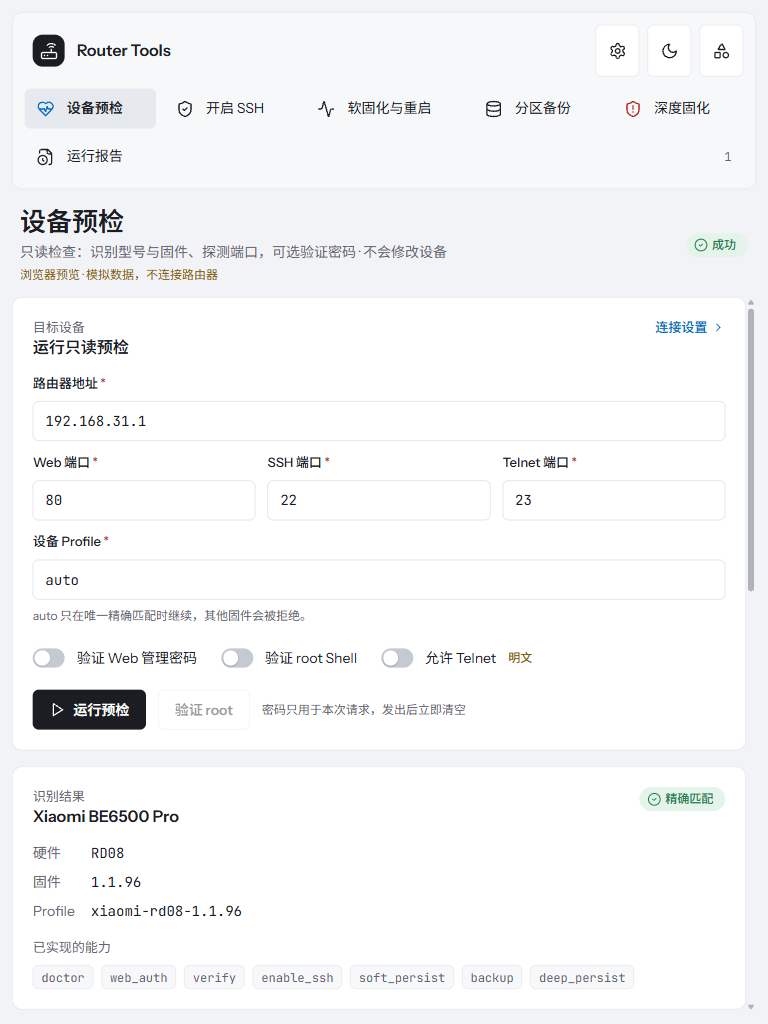 Router Tools
设备预检
开启 SSH
软固化与重启
分区备份
深度固化
运行报告
1
设备预检
只读检查：识别型号与固件、探测端口，可选验证密码 · 不会修改设备
浏览器预览 · 模拟数据，不连接路由器
成功
目标设备
运行只读预检
连接设置
路由器地址 *
192.168.31.1
Web 端口 *
SSH 端口 *
Telnet 端口 *
80
22
23
设备 Profile *
auto
auto 只在唯一精确匹配时继续，其他固件会被拒绝。
验证 Web 管理密码
验证 root Shell
允许 Telnet 明文
运行预检
验证 root
密码只用于本次请求，发出后立即清空
识别结果
Xiaomi BE6500 Pro
精确匹配
硬件 RD08
固件 1.1.96
Profile xiaomi-rd08-1.1.96
已实现的能力
doctor web_auth verify enable_ssh soft_persist backup deep_persist